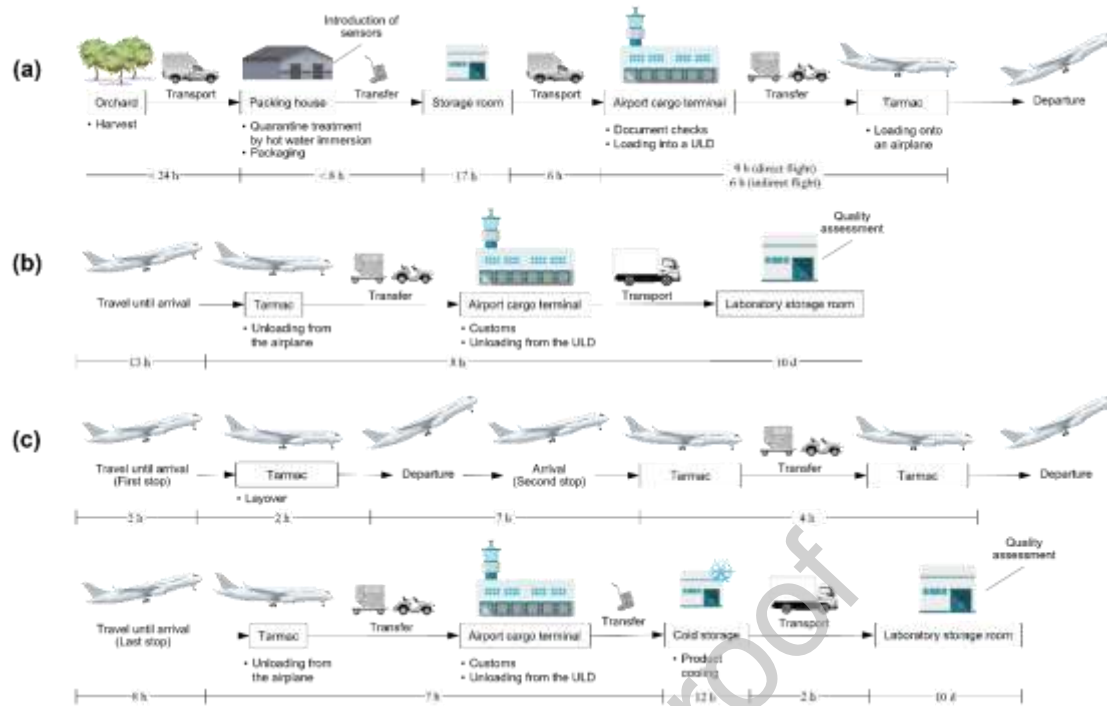 Introduction of
sensors
(a)
Transport
Transfer
Transport
Transfer
Orchard
Packing house
Storage room
Airport cargo terminal
Tarmac
Departure
• Harvest
• Quarantine treatment
by hot water immersion
• Packaging
• Document checks
• Loading into a ULD
• Loading onto
an airplane
24 h
17 h
6 h
9 h (direct flight)
6 h (indirect flight)
Quality
assessment
(b)
Transfer
Transport
Travel until arrival
Tarmac
Airport cargo terminal
Laboratory storage room
• Unloading from
the airplane
• Customs
• Unloading from the ULD
13 h
8 h
10 d
(c)
Travel until arrival
(First stop)
Tarmac
Departure
Arrival
(Second stop)
Tarmac
Transfer
Tarmac
Departure
• Layover
2 h
7 h
4 h
Quality
assessment
Travel until arrival
(Last stop)
Tarmac
Transfer
Airport cargo terminal
Transfer
Cold storage
Transport
Laboratory storage room
• Unloading from
the airplane
• Customs
• Unloading from the ULD
• Product
cooling
7 h
12 h
2 h
10 d
roof